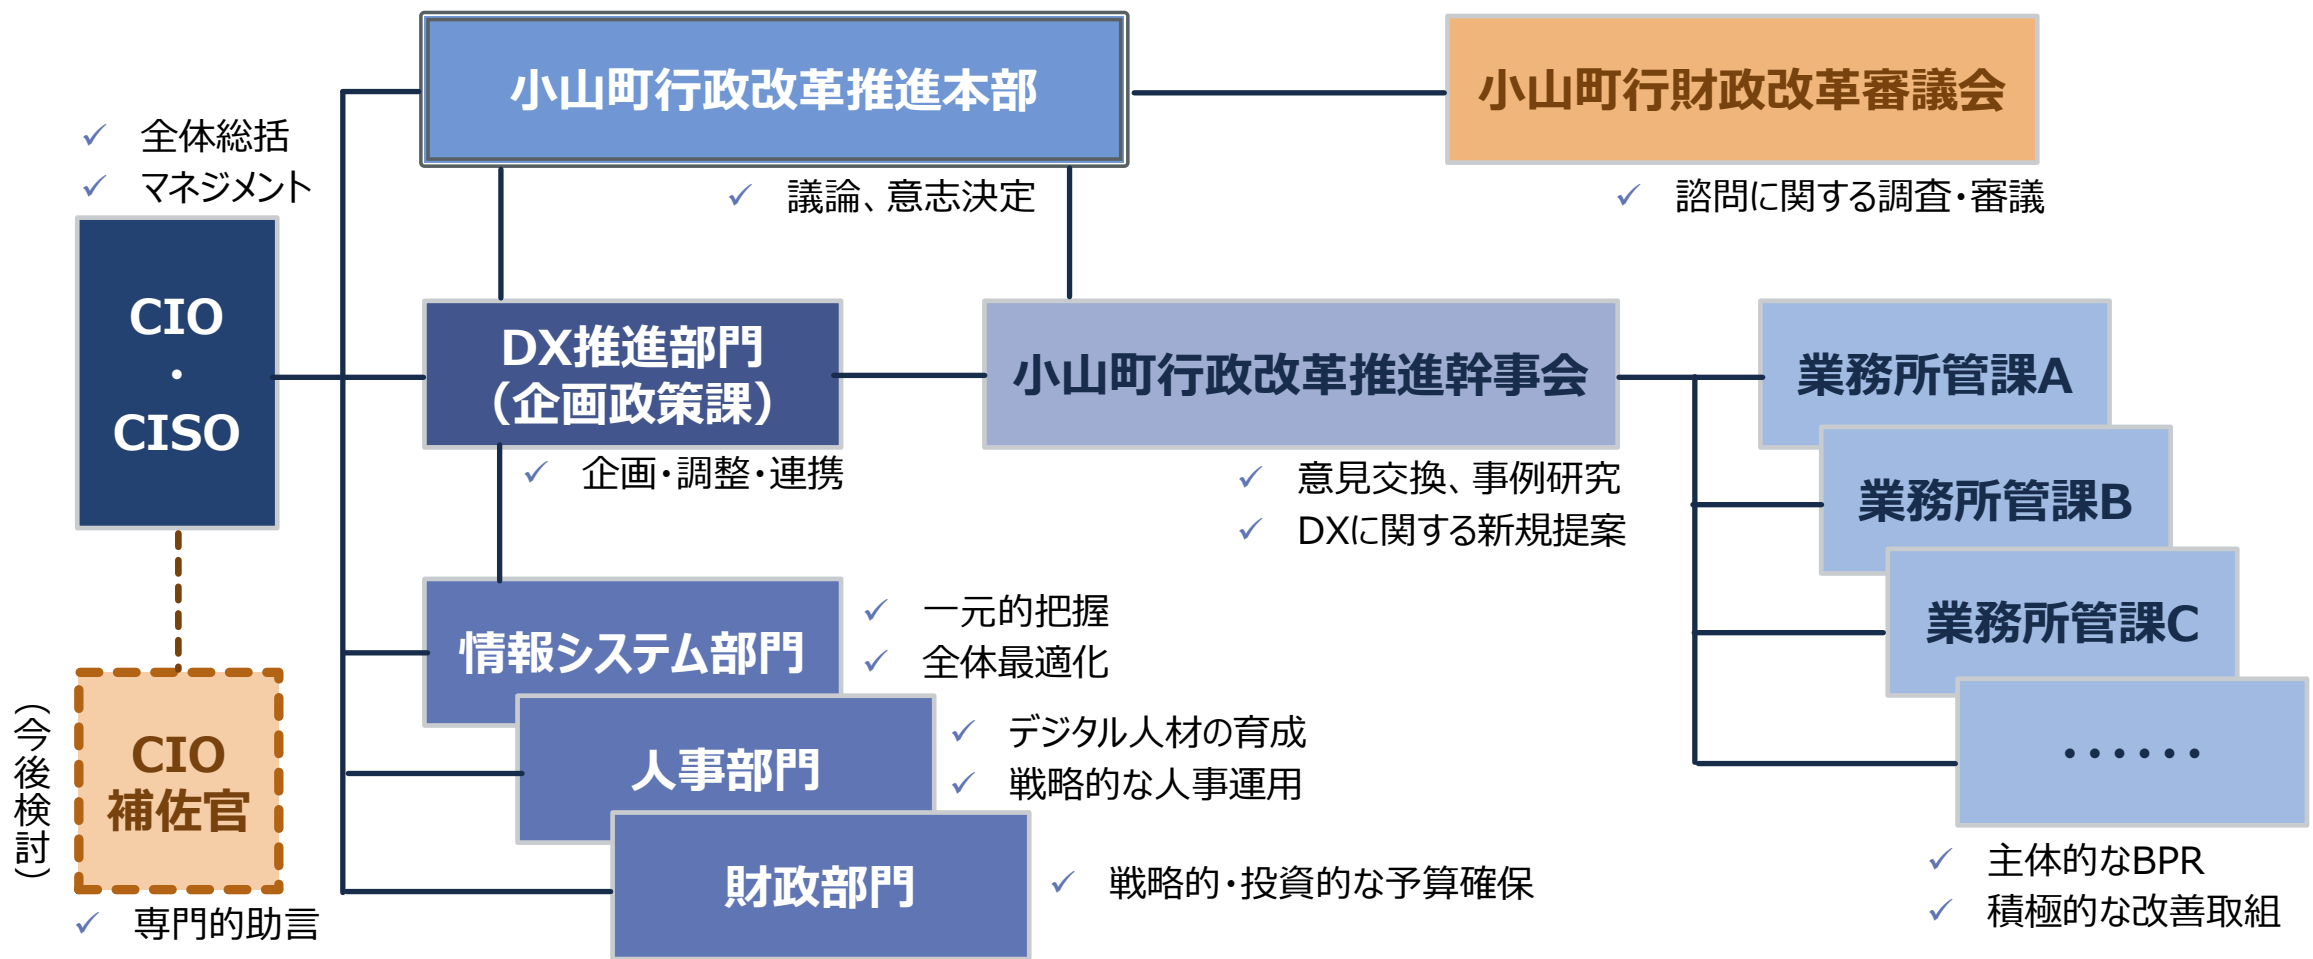 小山町行政改革推進本部
小山町行財政改革審議会
✓ 全体総括
✓ マネジメント
✓ 議論、意志決定
✓ 諮問に関する調査・審議
CIO
・
CISO
DX推進部門
（企画政策課）
小山町行政改革推進幹事会
業務所管課A
✓ 企画・調整・連携
✓ 意見交換、事例研究
✓ DXに関する新規提案
業務所管課B
業務所管課C
・・・・・・
情報システム部門
✓ 一元的把握
✓ 全体最適化
人事部門
✓ デジタル人材の育成
✓ 戦略的な人事運用
財政部門
✓ 戦略的・投資的な予算確保
（今後検討）
CIO
補佐官
✓ 専門的助言
✓ 主体的なBPR
✓ 積極的な改善取組